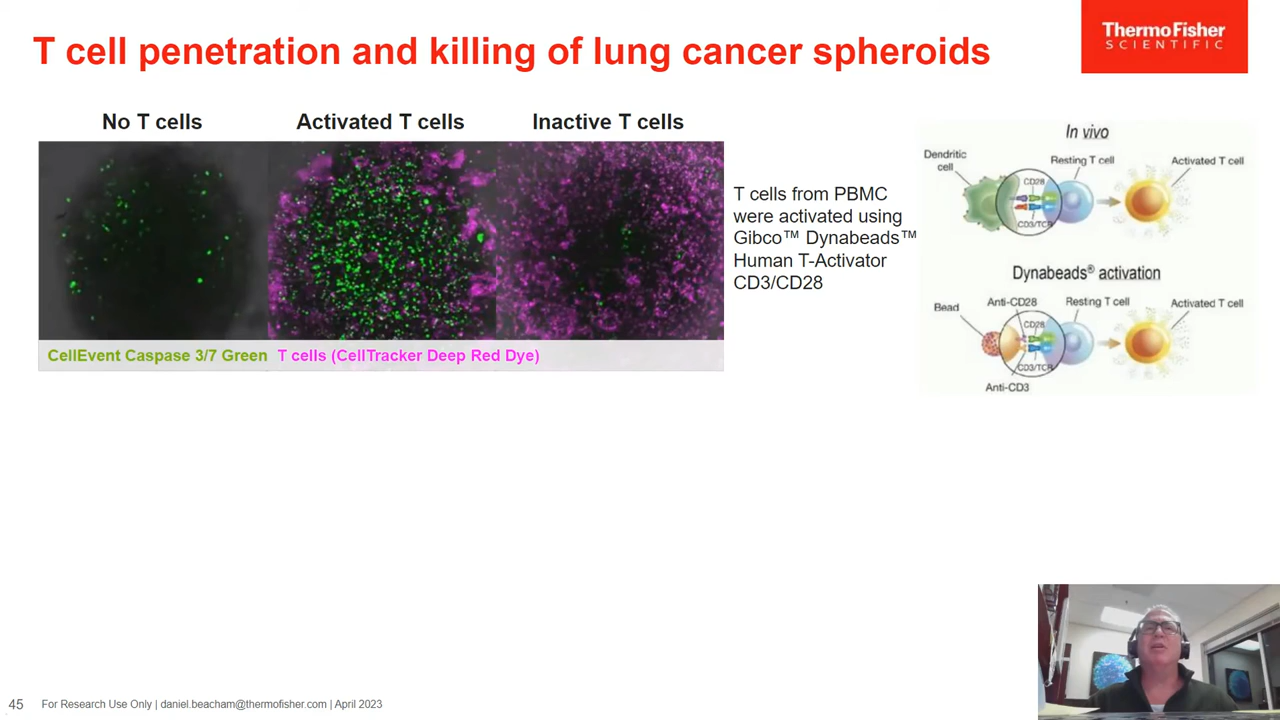 T cell penetration and killing of lung cancer spheroids
ThermoFisher
SCIENTIFIC
No T cells
Activated T cells
Inactive T cells
CellEvent Caspase 3/7 Green
T cells (CellTracker Deep Red Dye)
T cells from PBMC
were activated using
Gibco™ Dynabeads™
Human T-Activator
CD3/CD28
In vivo
Dendritic
cell
Resting T cell
Activated T cell
CD28
CD3/TCR
Dynabeads® activation
Bead
Anti-CD28
Resting T cell
Activated T cell
CD28
CD3/TCR
Anti-CD3
45
For Research Use Only | daniel.beacham@thermofisher.com | April 2023